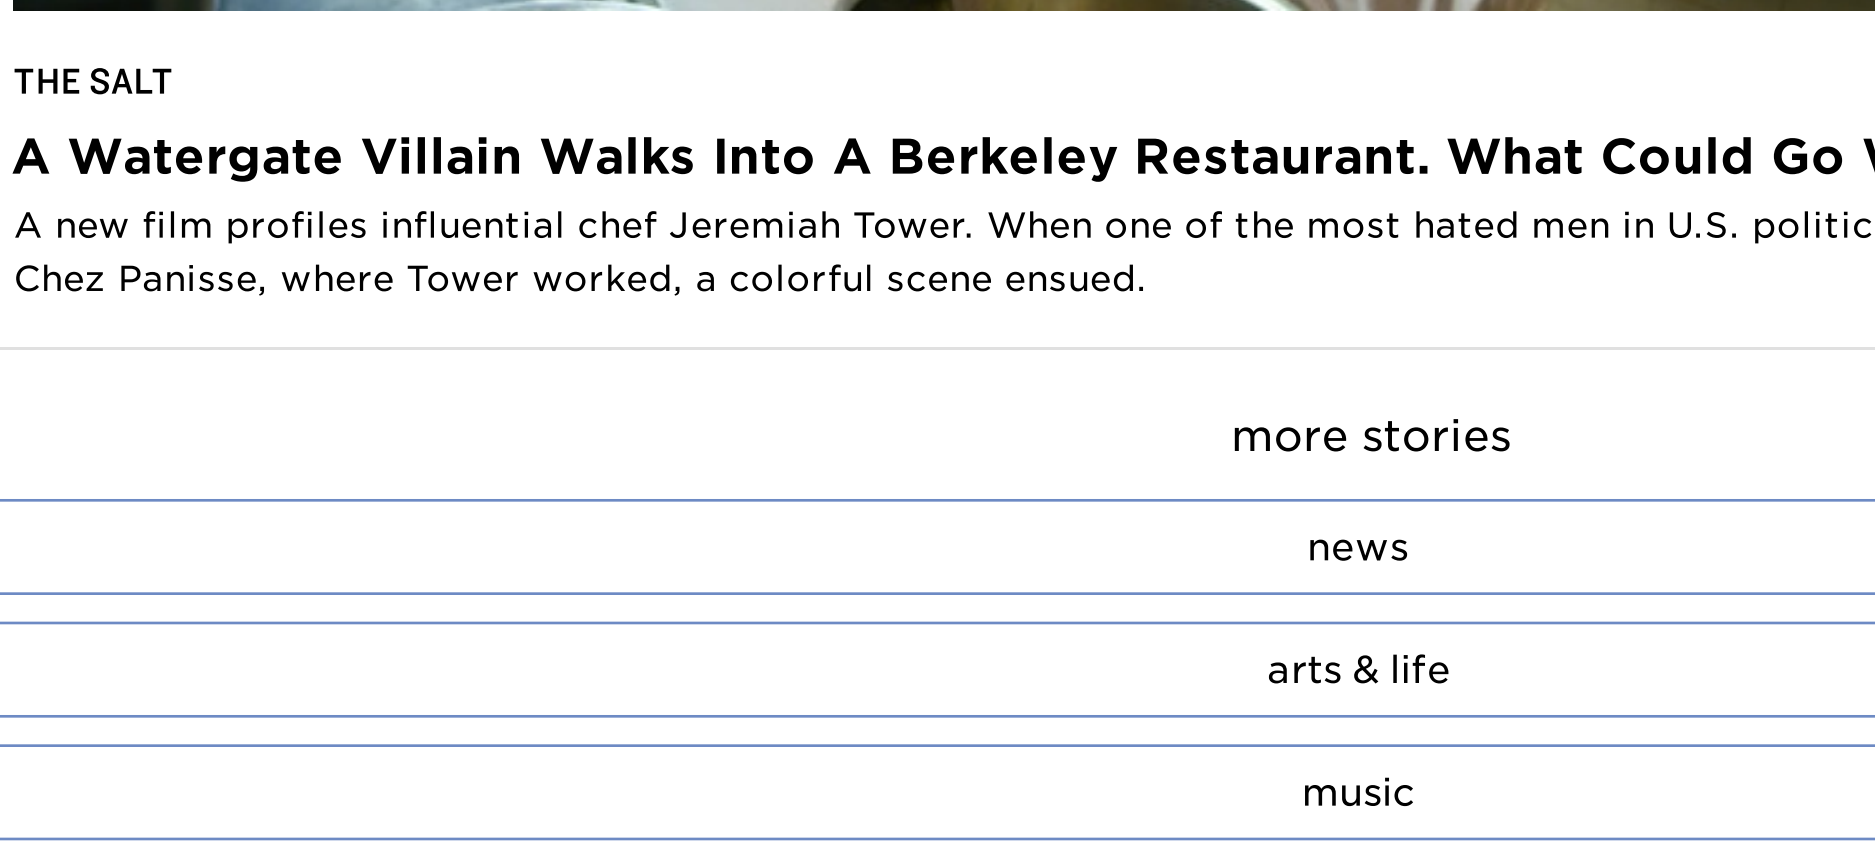 THE SALT
A Watergate Villain Walks Into A Berkeley Restaurant. What Could Go
A new film profiles influential chef Jeremiah Tower. When one of the most hated men in U.S. politic
Chez Panisse, where Tower worked, a colorful scene ensued.
more stories
news
arts & life
music